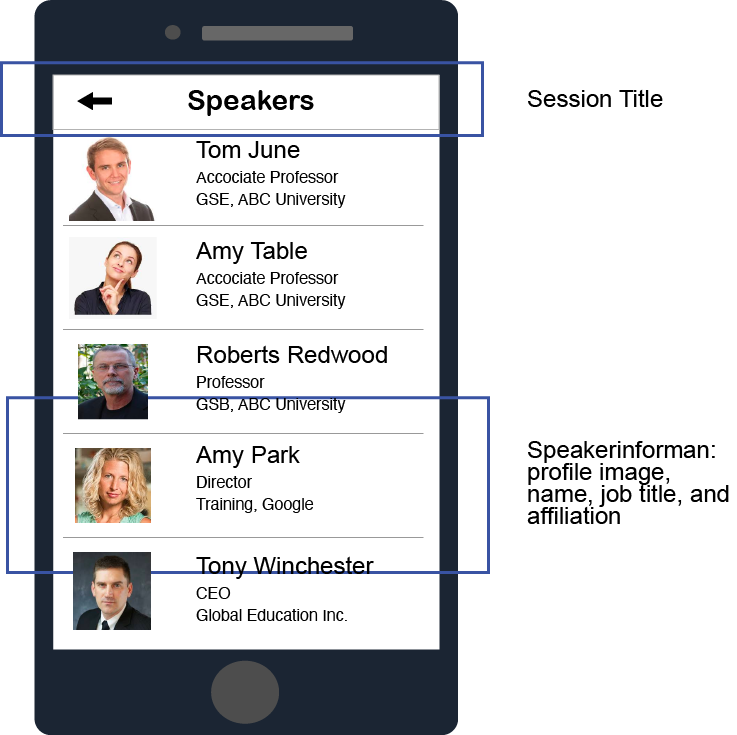 Speakers
Session Title
Tom June
Accociate Professor
GSE, ABC University
Amy Table
Accociate Professor
GSE, ABC University
Roberts Redwood
Professor
GSB, ABC University
Amy Park
Director
Training, Google
Speakerinforman:
profile image,
name, job title, and
affiliation
Tony Winchester
CEO
Global Education Inc.